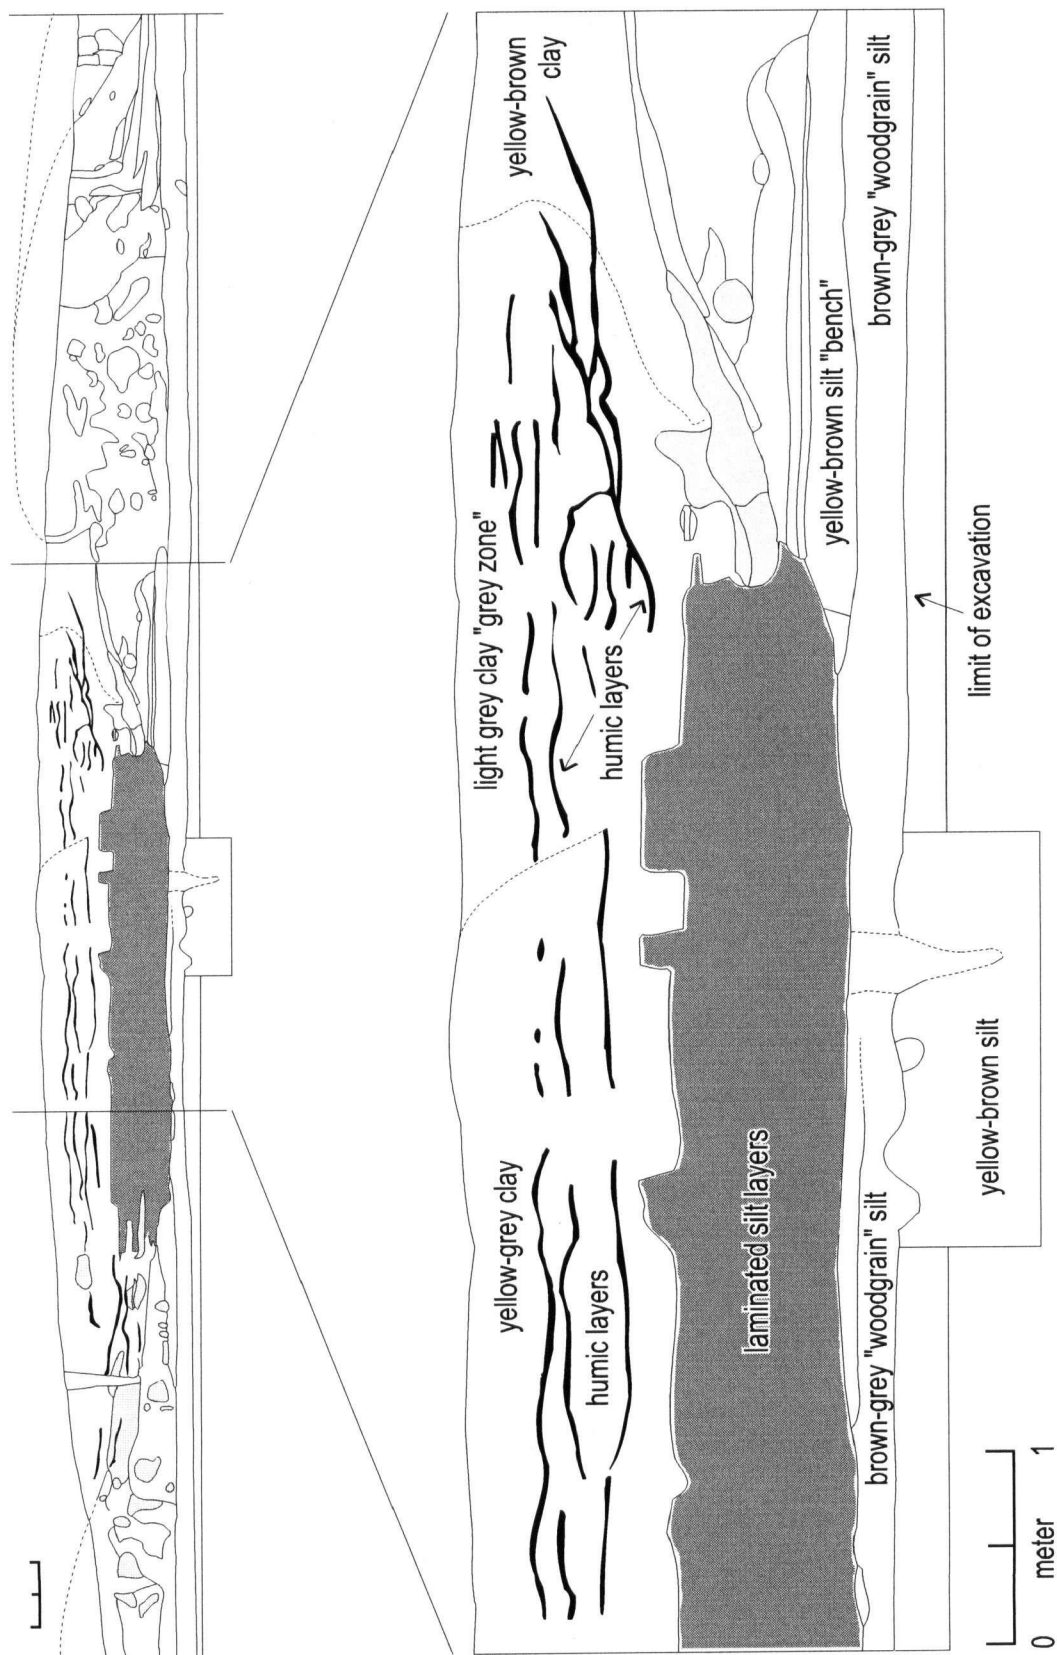 yellow-brown
clay
light grey clay "grey zone"
humic layers
yellow-grey clay
humic layers
laminated silt layers
yellow-brown silt "bench"
brown-grey "woodgrain" silt
limit of excavation
brown-grey "woodgrain" silt
yellow-brown silt
0 1
meter